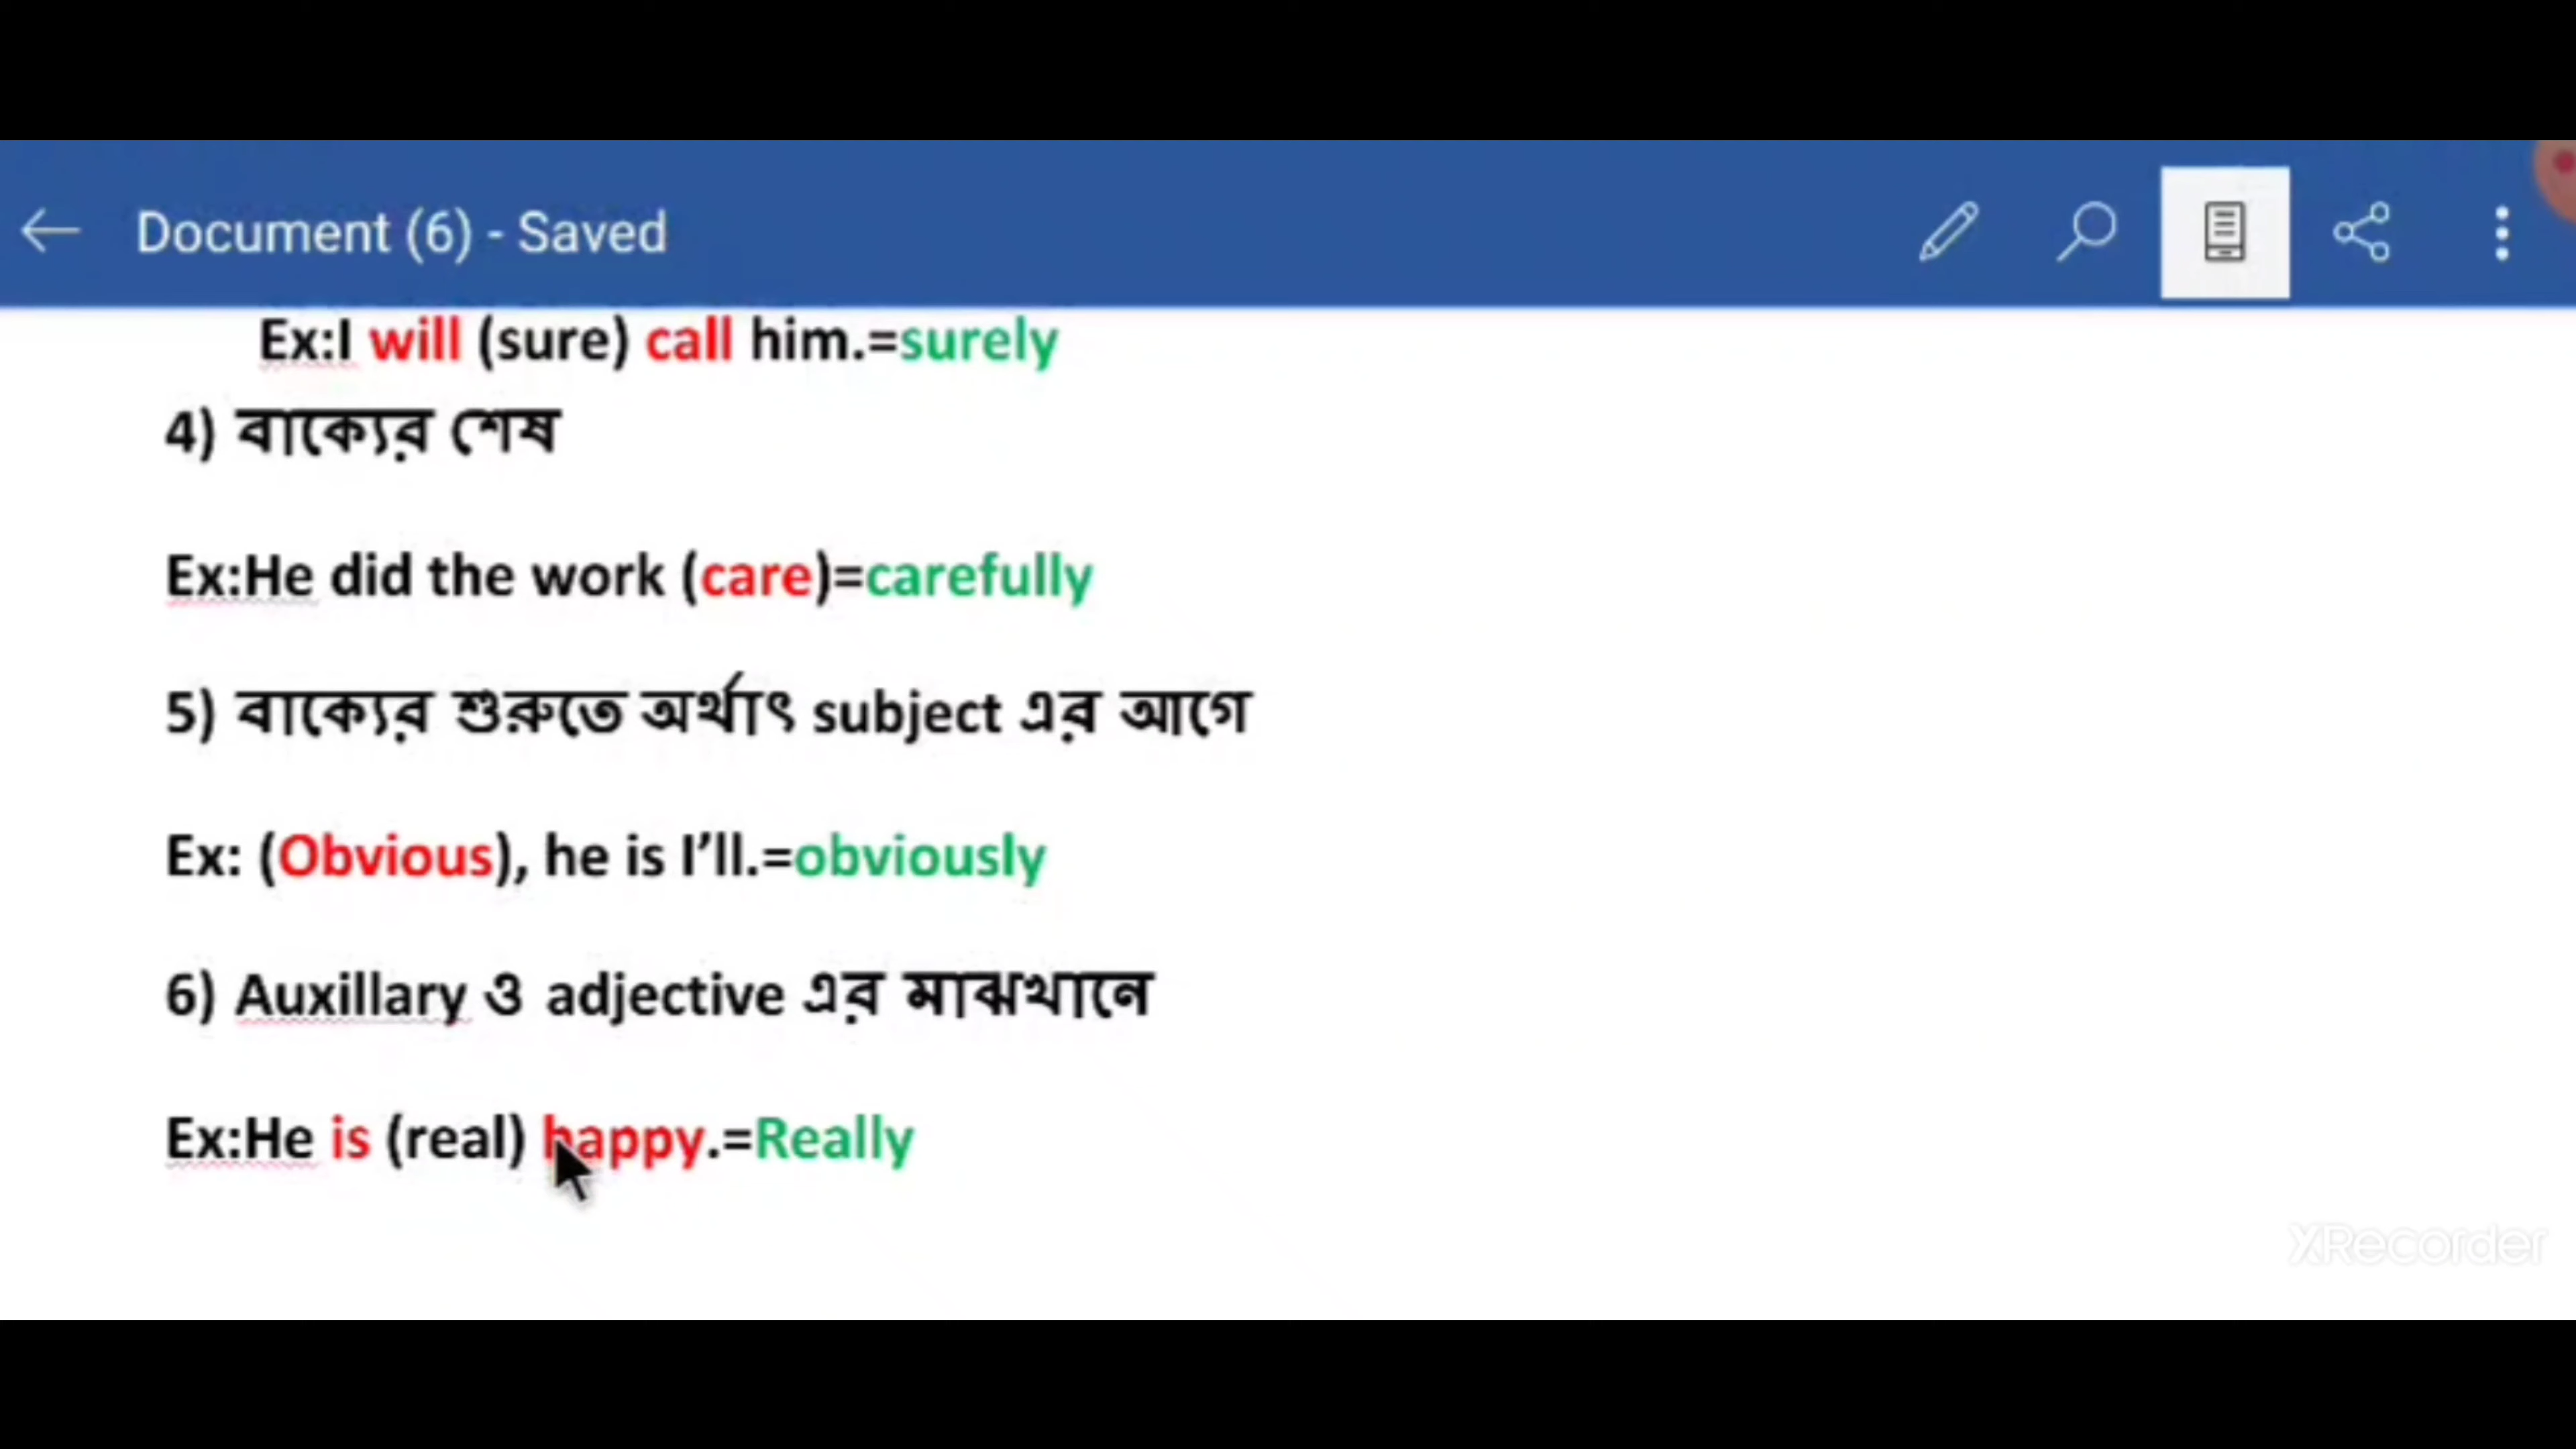 Document (6) - Saved
Ex:I will (sure) call him.=surely
4) বাক্যের শেষ
Ex:He did the work (care)=carefully
5) বাক্যের শুরুতে অর্থাৎ subject এর আগে
Ex: (Obvious), he is I’ll.=obviously
6) Auxillary ও adjective এর মাঝখানে
Ex:He is (real) happy.=Really
XRecorder